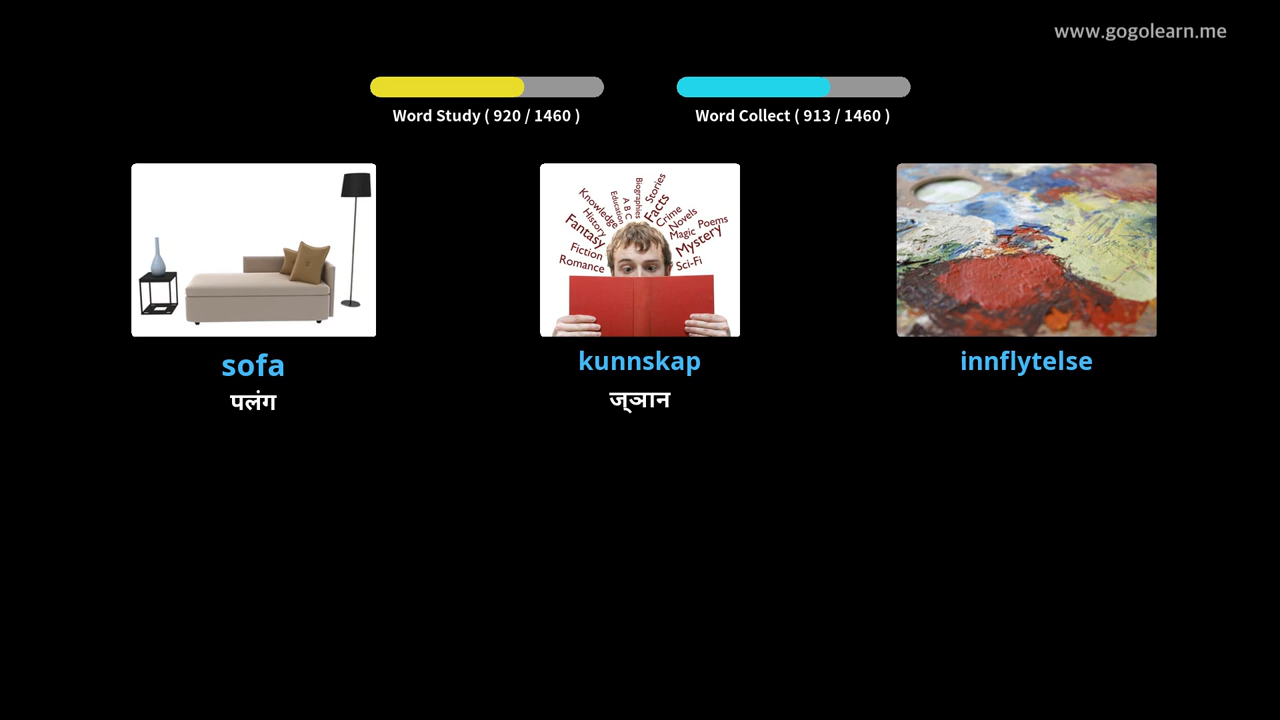 www.gogolearn.me
Word Study ( 920 / 1460 )
Word Collect ( 913 / 1460 )
Stories
Biographies
Facts
Knowledge
Education
A B C
Crime
History
Novels
Fantasy
Magic
Poems
Mystery
Fiction
Romance
Sci-Fi
sofa
kunnskap
innflytelse
पलंग
ज्ञान